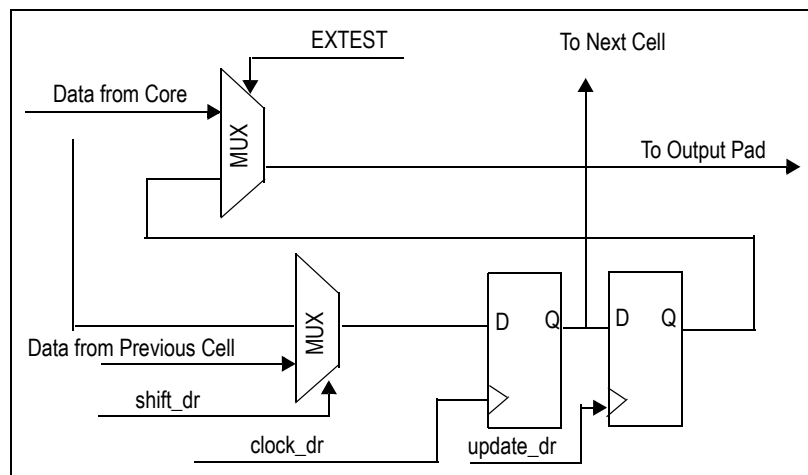 EXTEST
To Next Cell
Data from Core
MUX
To Output Pad
MUX
D Q
D Q
Data from Previous Cell
shift_dr
clock_dr
update_dr